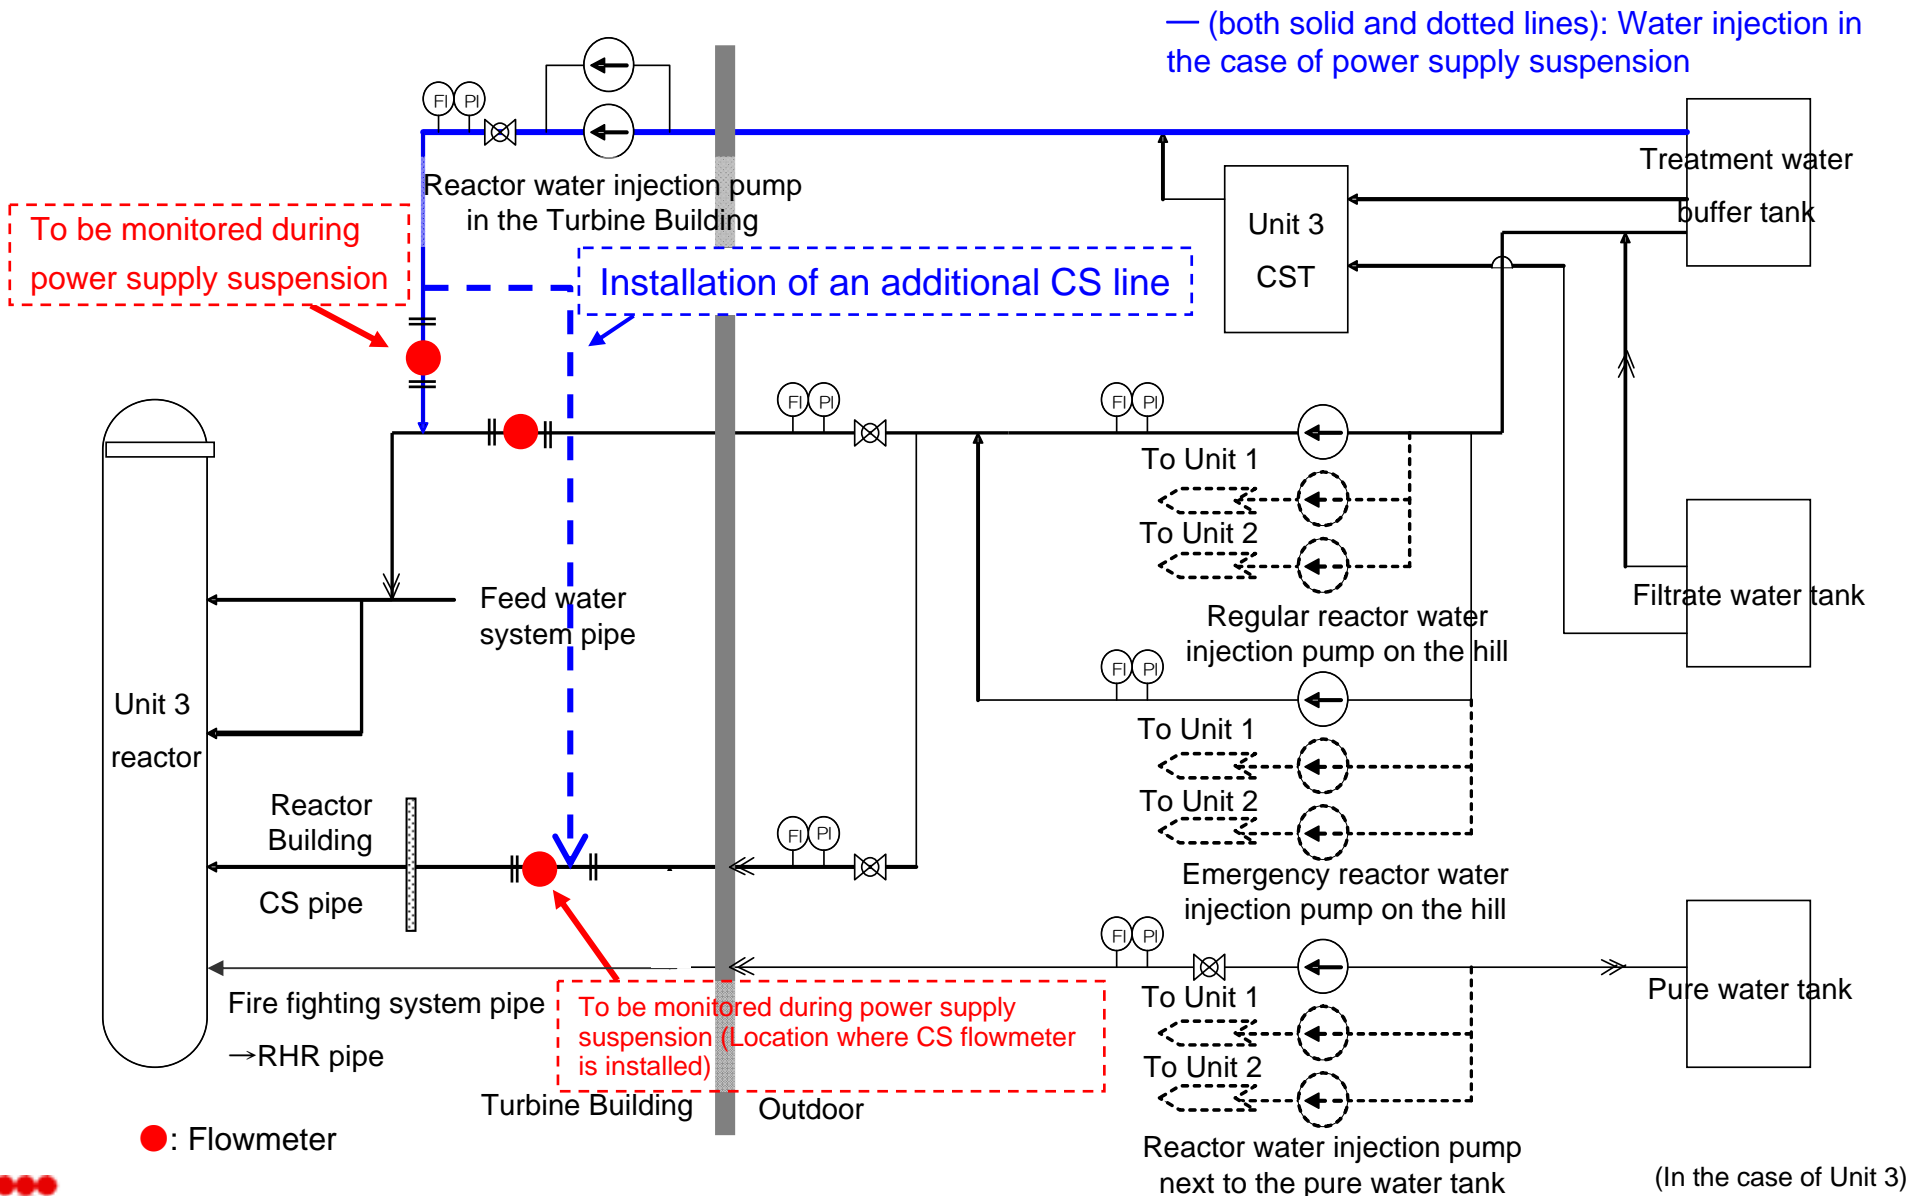 — (both solid and dotted lines): Water injection in
the case of power supply suspension
FI PI
Reactor water injection pump
in the Turbine Building
Treatment water
buffer tank
Unit 3
CST
To be monitored during
power supply suspension
Installation of an additional CS line
FI PI
FI PI
To Unit 1
To Unit 2
Regular reactor water
injection pump on the hill
Filtrate water tank
Feed water
system pipe
FI PI
Unit 3
reactor
To Unit 1
To Unit 2
Emergency reactor water
injection pump on the hill
Reactor
Building
CS pipe
FI PI
FI PI
Fire fighting system pipe
→RHR pipe
To be monitored during power supply
suspension (Location where CS flowmeter
is installed)
To Unit 1
To Unit 2
Pure water tank
Turbine Building
Outdoor
: Flowmeter
Reactor water injection pump
next to the pure water tank
(In the case of Unit 3)